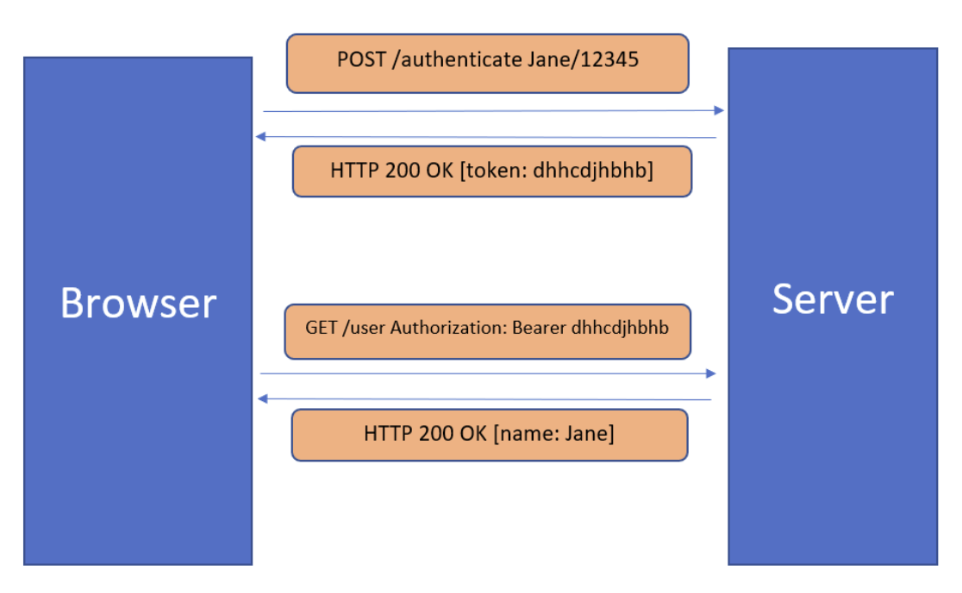 POST /authenticate Jane/12345
HTTP 200 OK [token: dhhcdjhbhb]
Browser
Server
GET /user Authorization: Bearer dhhcdjhbhb
HTTP 200 OK [name: Jane]